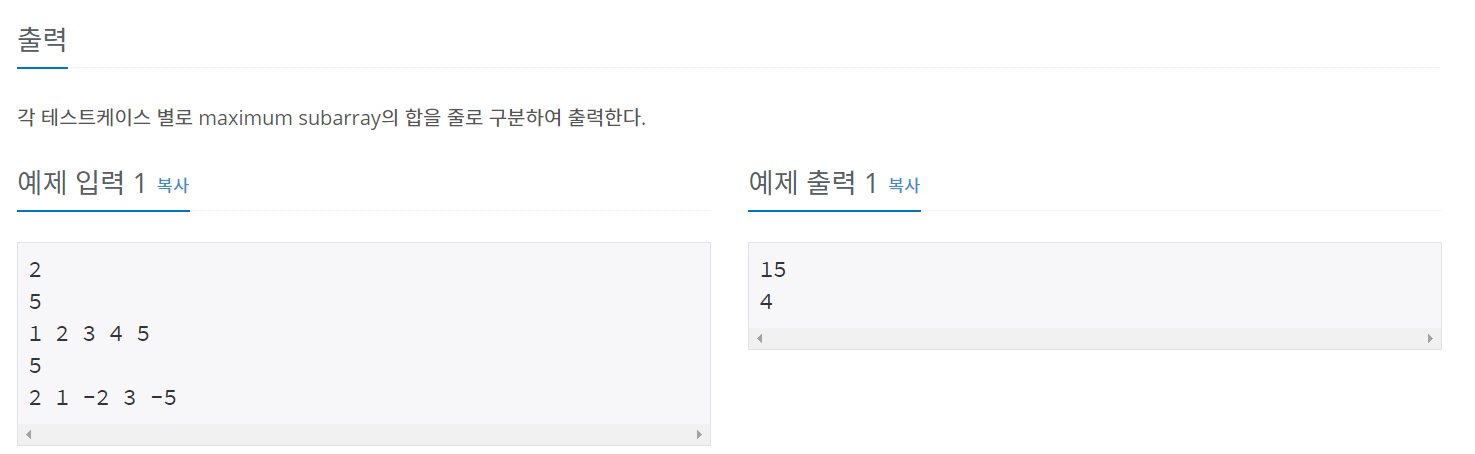 출력
각 테스트케이스 별로 maximum subarray의 합을 줄로 구분하여 출력한다.
예제 입력 1 복사
2
5
1 2 3 4 5
5
2 1 -2 3 -5
예제 출력 1 복사
15
4